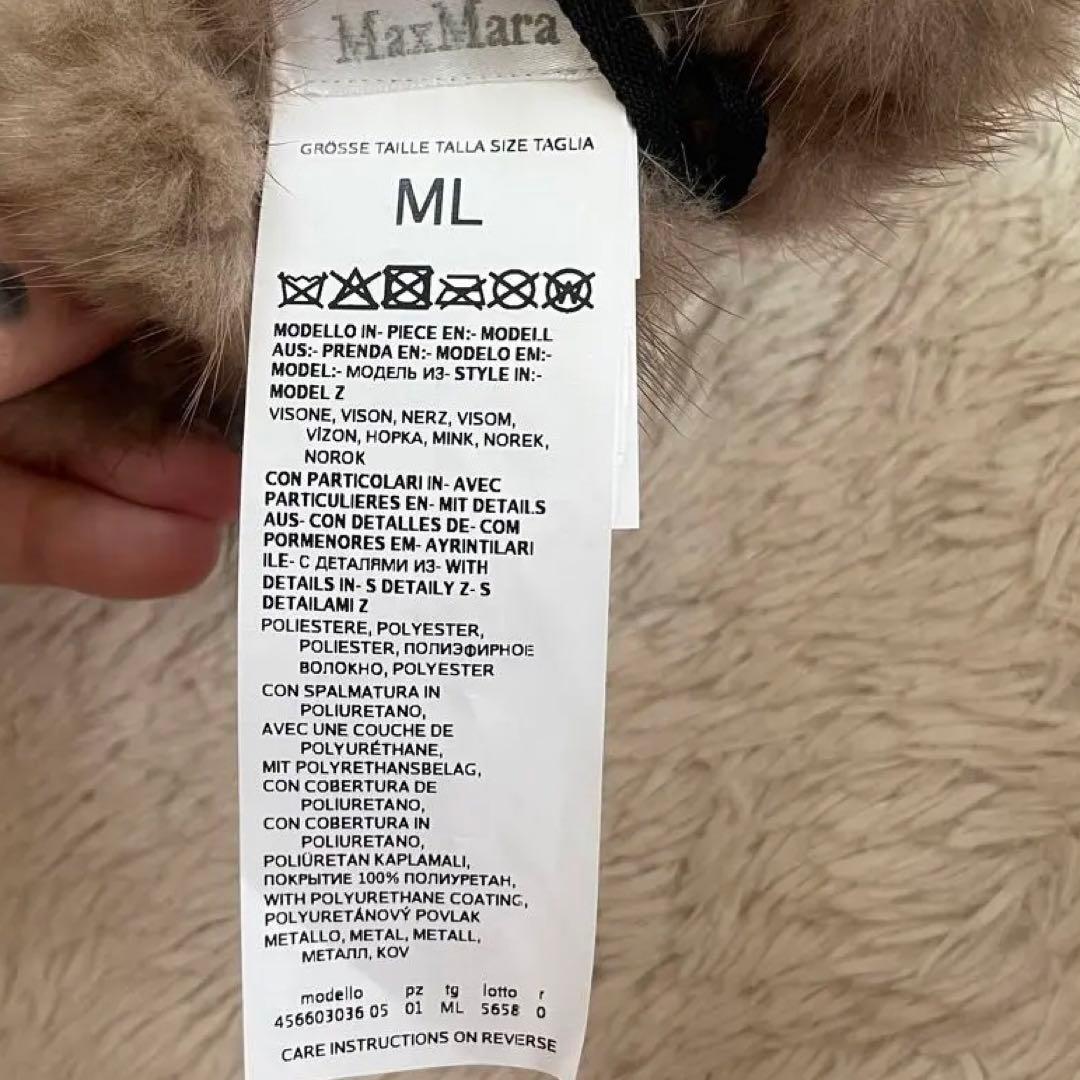 MaxMara
GRÖSSE TAILLE TALLA SIZE TAGLIA
ML
W
MODELLO IN- PIECE EN:- MODELL
AUS:- PRENDA EN:- MODELO EM:-
MODEL:- МОДЕЛЬ ИЗ- STYLE IN:-
MODEL Z
VISONE, VISON, NERZ, VISOM,
VÍZON, НОРКА, MINK, NOREK,
NOROK
CON PARTICOLARI IN- AVEC
PARTICULIERES EN- MIT DETAILS
AUS- CON DETALLES DE- COM
PORMENORES EM- AYRINTILARI
ILE- С ДЕТАЛЯМИ ИЗ- WITH
DETAILS IN- S DETAILY Z- S
DETAILAMI Z
POLIESTERE, POLYESTER,
POLIESTER, ПОЛИЭФИРНОЕ
ВОЛОКНО, POLYESTER
CON SPALMATURA IN
POLIURETANO,
AVEC UNE COUCHE DE
POLYURÉTHANE,
MIT POLYRETHANSBELAG,
CON COBERTURA DE
POLIURETANO,
CON COBERTURA IN
POLIURETANO,
POLIÜRETAN KAPLAMALI,
ПОКРЫТИЕ 100% ПОЛИУРЕТАН,
WITH POLYURETHANE COATING,
POLYURETÁNOVÝ POVLAK
METALLO, METAL, METALL,
МЕТАЛЛ, KOV
modello pz tg lotto r
456603036 05 01 ML 5658 0
CARE INSTRUCTIONS ON REVERSE